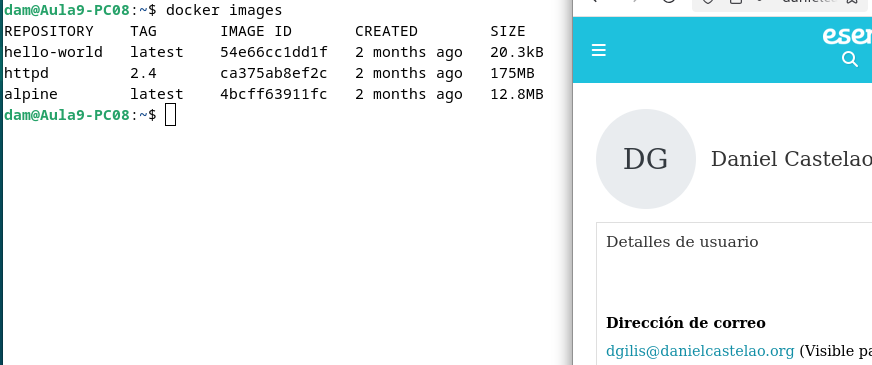 dam@Aula9-PC08:~$ docker images
REPOSITORY TAG IMAGE ID CREATED SIZE
hello-world latest 54e66cc1dd1f 2 months ago 20.3kB
httpd 2.4 ca375ab8ef2c 2 months ago 175MB
alpine latest 4bcff63911fc 2 months ago 12.8MB
dam@Aula9-PC08:~$
DG
Daniel Castelao
Detalles de usuario
Dirección de correo
dgilis@danielcastelao.org (Visible